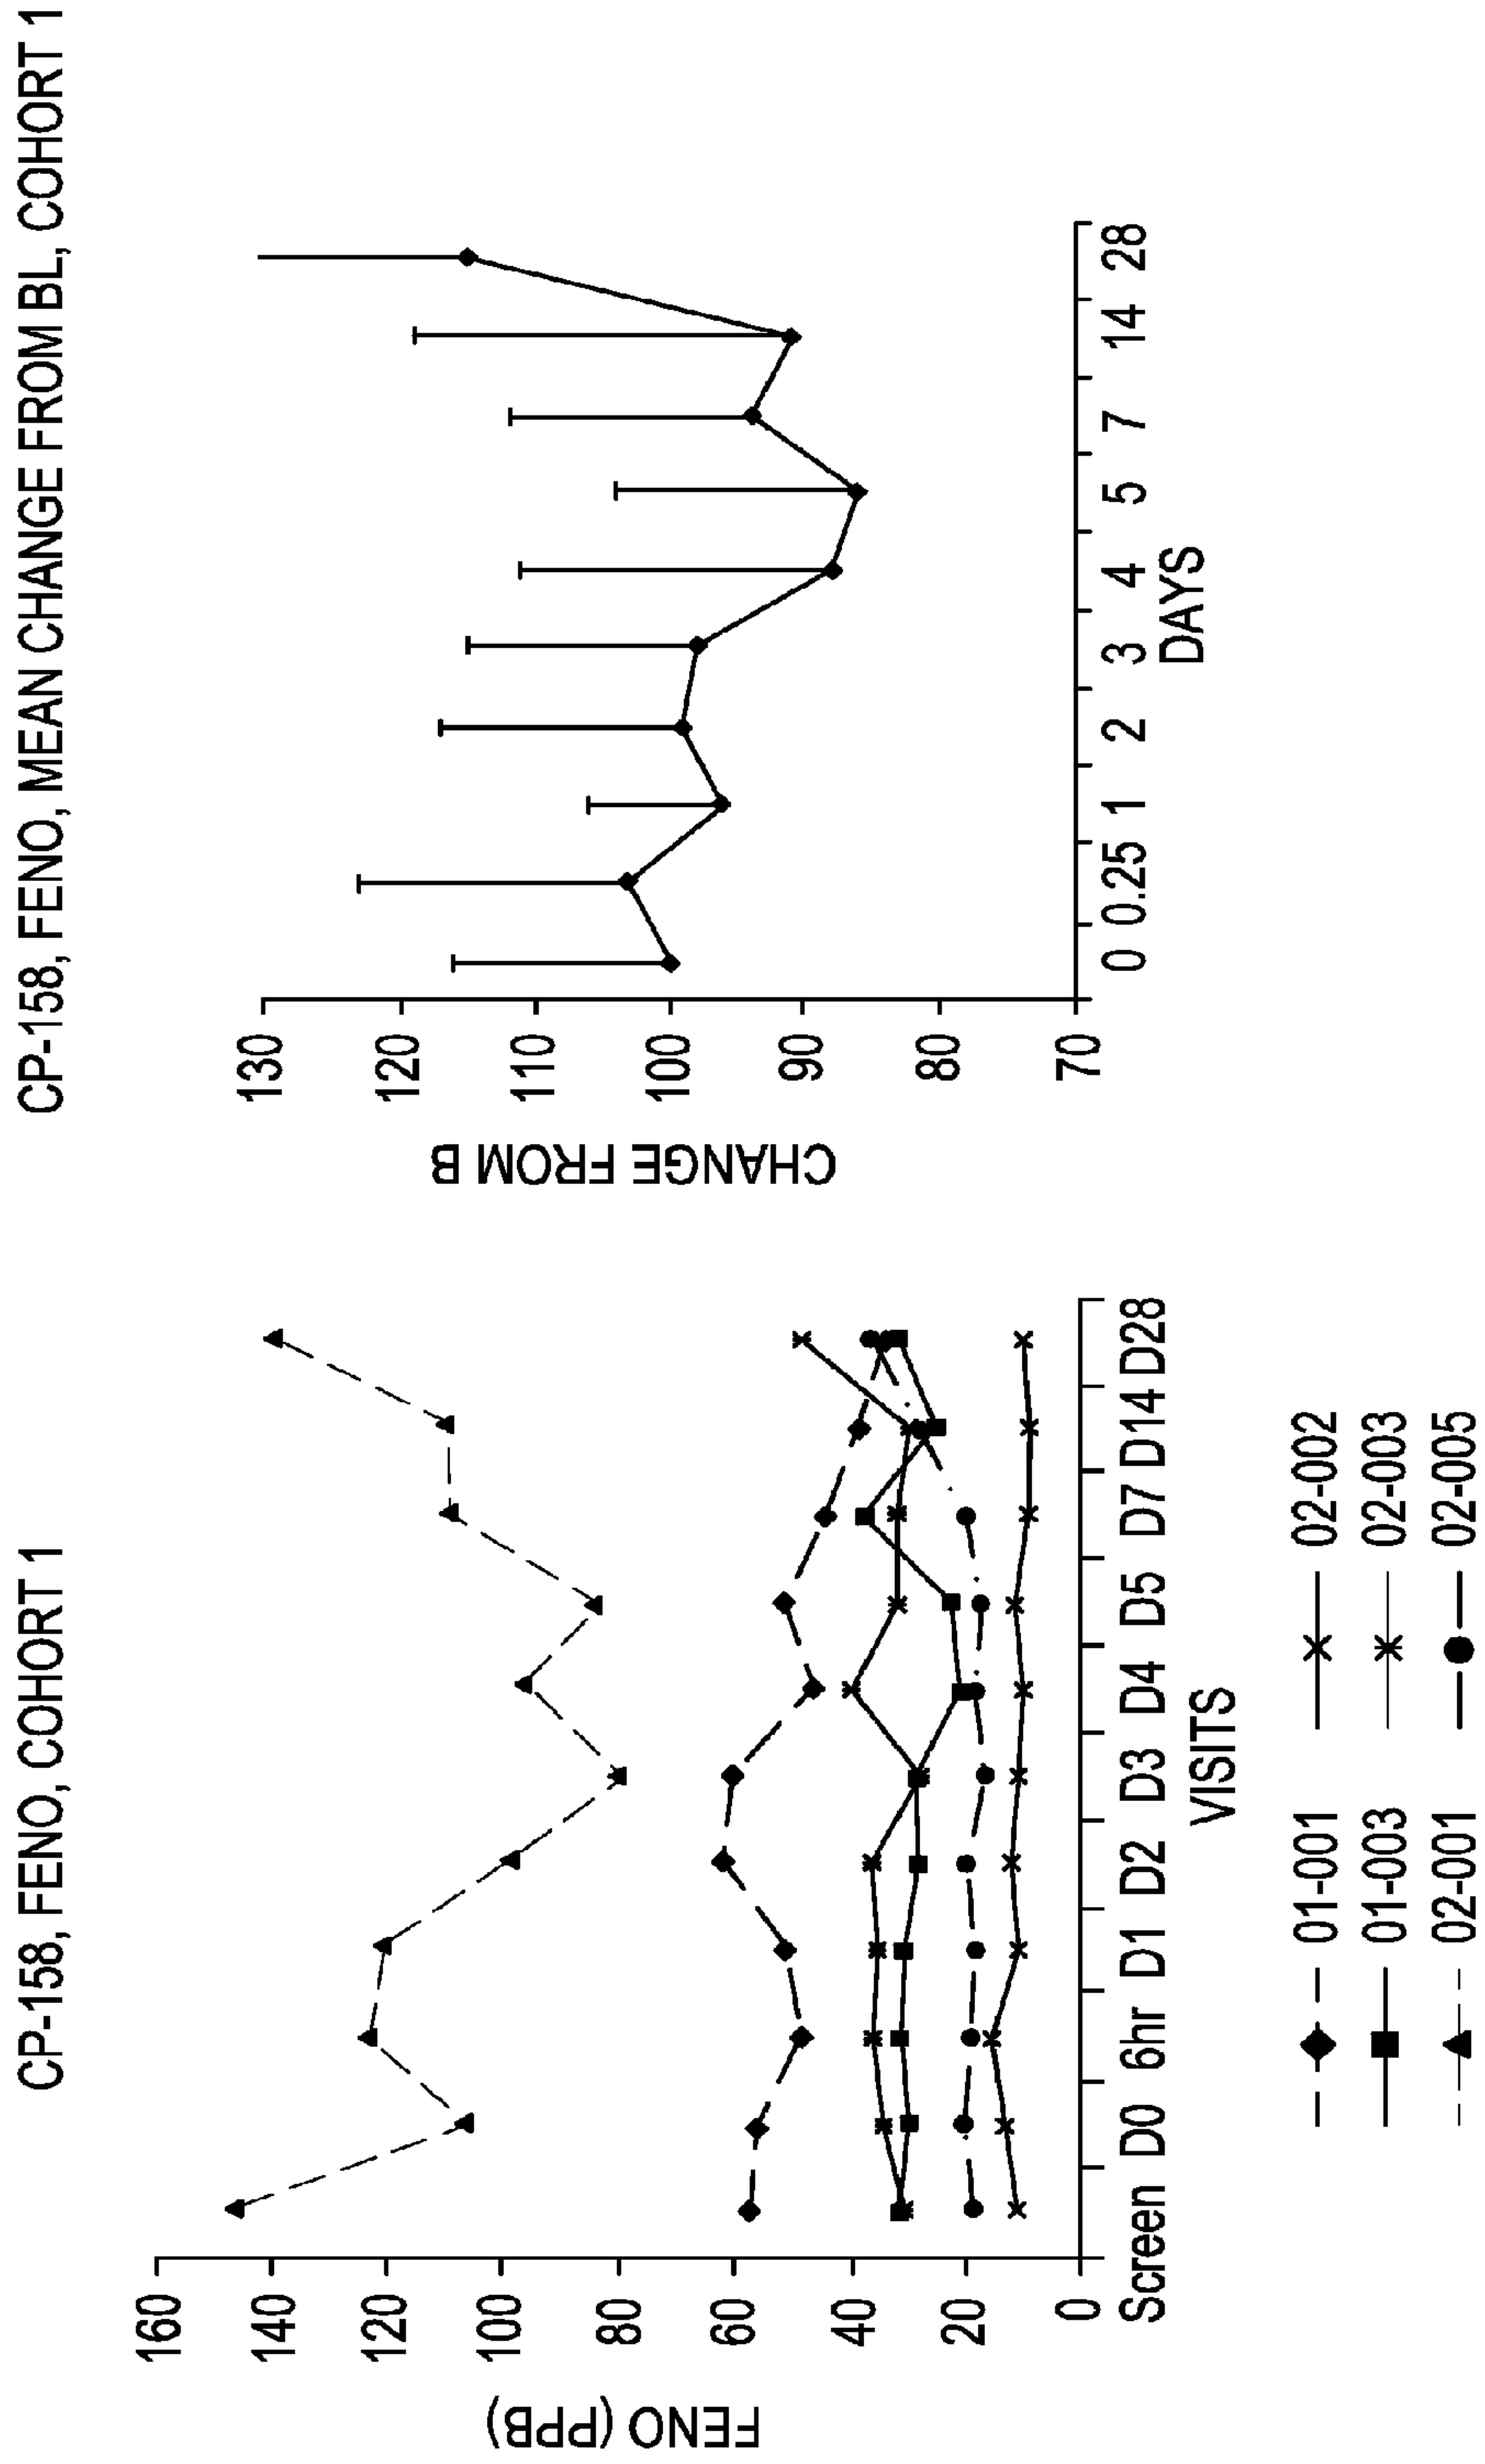 CP-158, FENO, COHORT 1
FENO (PPB)
160
140
120
100
80
60
40
20
0
Screen D0 6hr D1 D2 D3 D4 D5 D7 D14 D28
VISITS
01-001
02-002
01-003
02-003
02-001
02-005
CP-158, FENO, MEAN CHANGE FROM BL, COHORT 1
CHANGE FROM B
130
120
110
100
90
80
70
0 0.25 1 2 3 4 5 7 14 28
DAYS